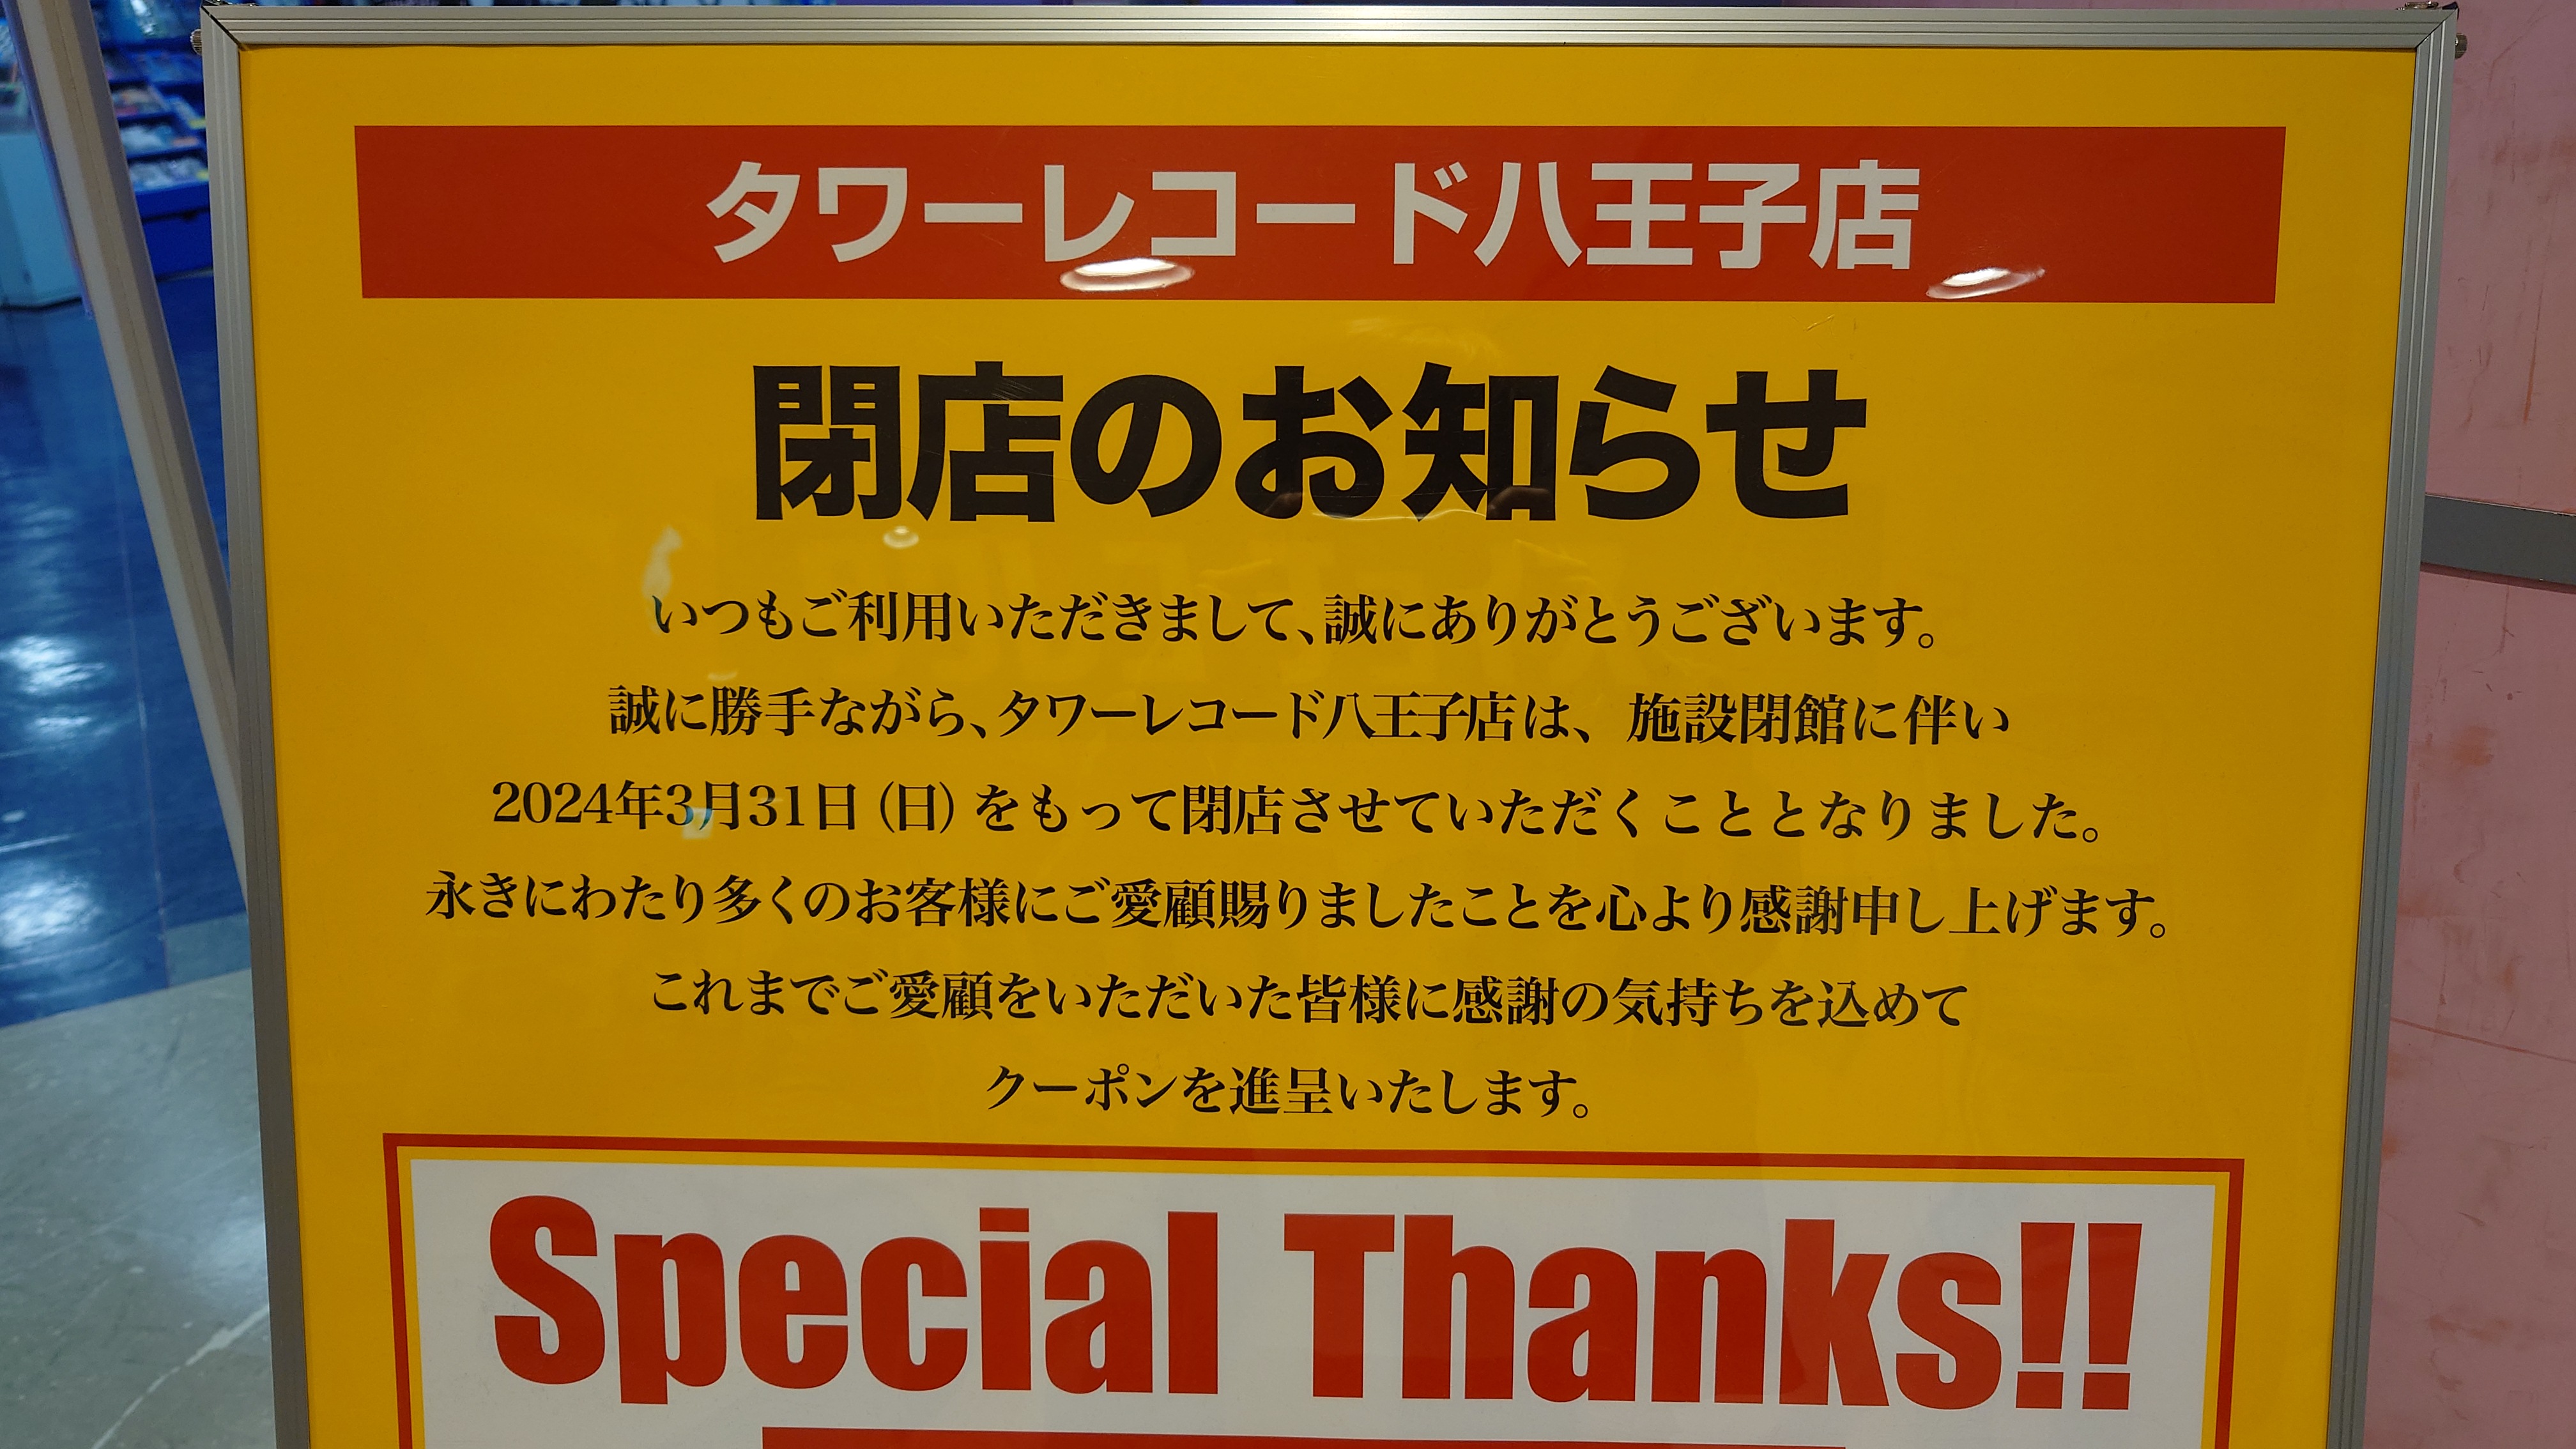 タワーレコード八王子店
閉店のお知らせ
いつもご利用いただきまして、誠にありがとうございます。
誠に勝手ながら、タワーレコード八王子店は、施設閉館に伴い
2024年3月31日（日）をもって閉店させていただくこととなりました。
永きにわたり多くのお客様にご愛顧賜りましたことを心より感謝申し上げます。
これまでご愛顧をいただいた皆様に感謝の気持ちを込めて
クーポンを進呈いたします。
Special Thanks!!